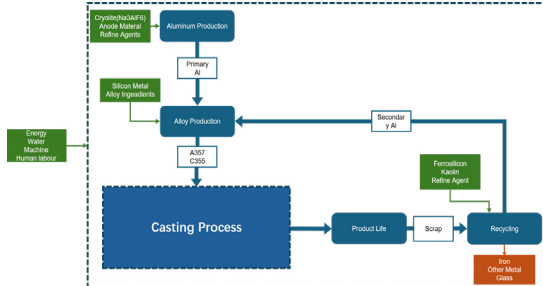 Cryolite(Na3AlF6)
Anode Materal
Refine Agents
Aluminum Production
Primary
Al
Silicon Metal
Alloy Ingeadients
Alloy Production
Secondar
y Al
Energy
Water
Machine
Human labour
A357
C355
Ferrosilicon
Kaolin
Refine Agent
Casting Process
Product Life
Scrap
Recycling
Iron
Other Metal
Glass